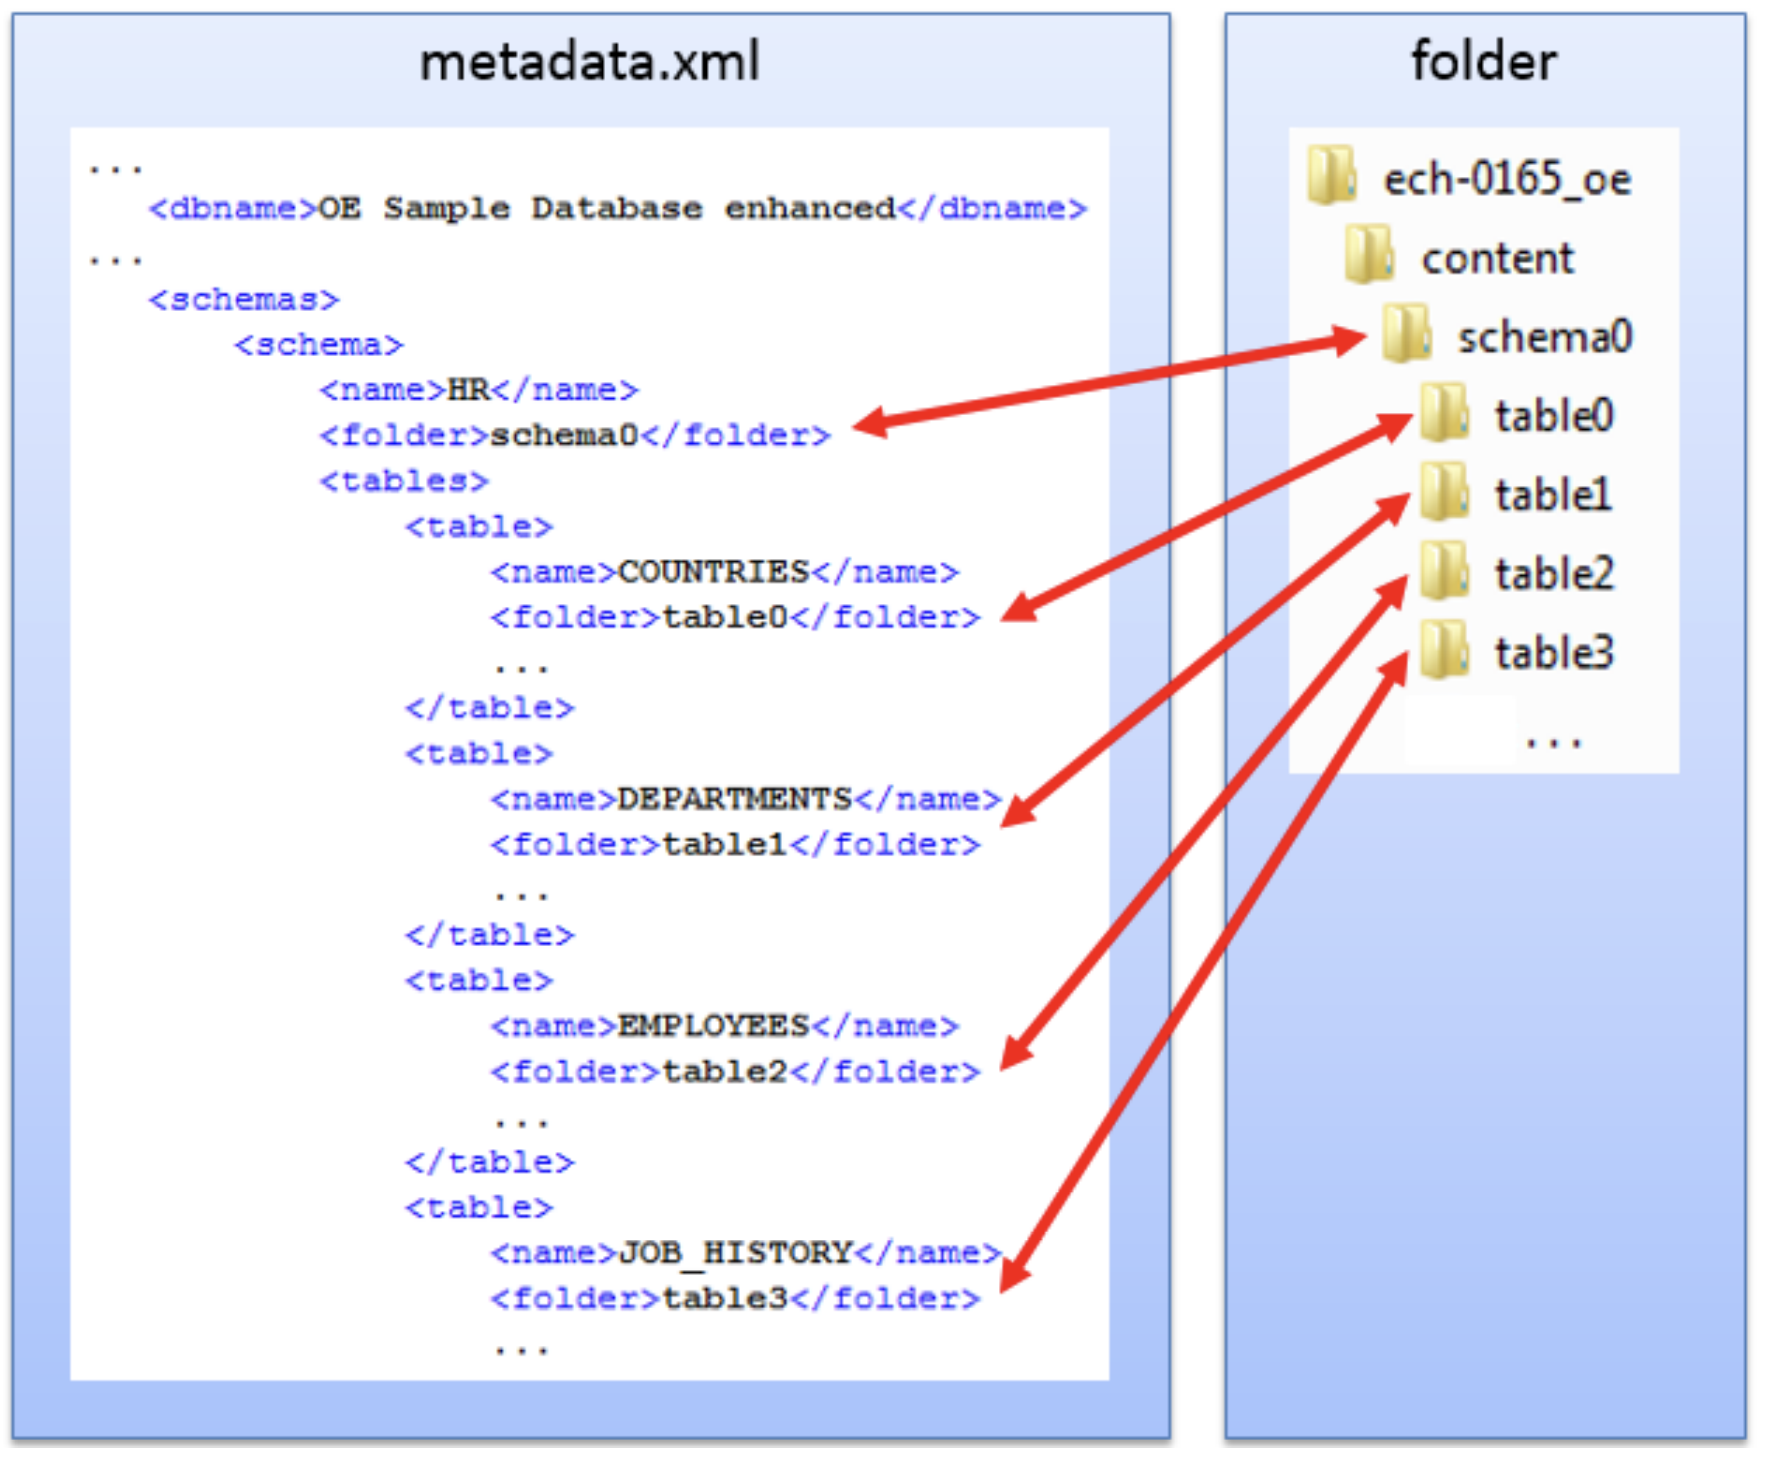 metadata.xml
...
<dbname>OE Sample Database enhanced</dbname>
...
<schemas>
<schema>
<name>HR</name>
<folder>schema0</folder>
<tables>
<table>
<name>COUNTRIES</name>
<folder>table0</folder>
...
</table>
<table>
<name>DEPARTMENTS</name>
<folder>table1</folder>
...
</table>
<table>
<name>EMPLOYEES</name>
<folder>table2</folder>
...
</table>
<table>
<name>JOB_HISTORY</name>
<folder>table3</folder>
...
folder
ech-0165_oe
content
schema0
table0
table1
table2
table3
...